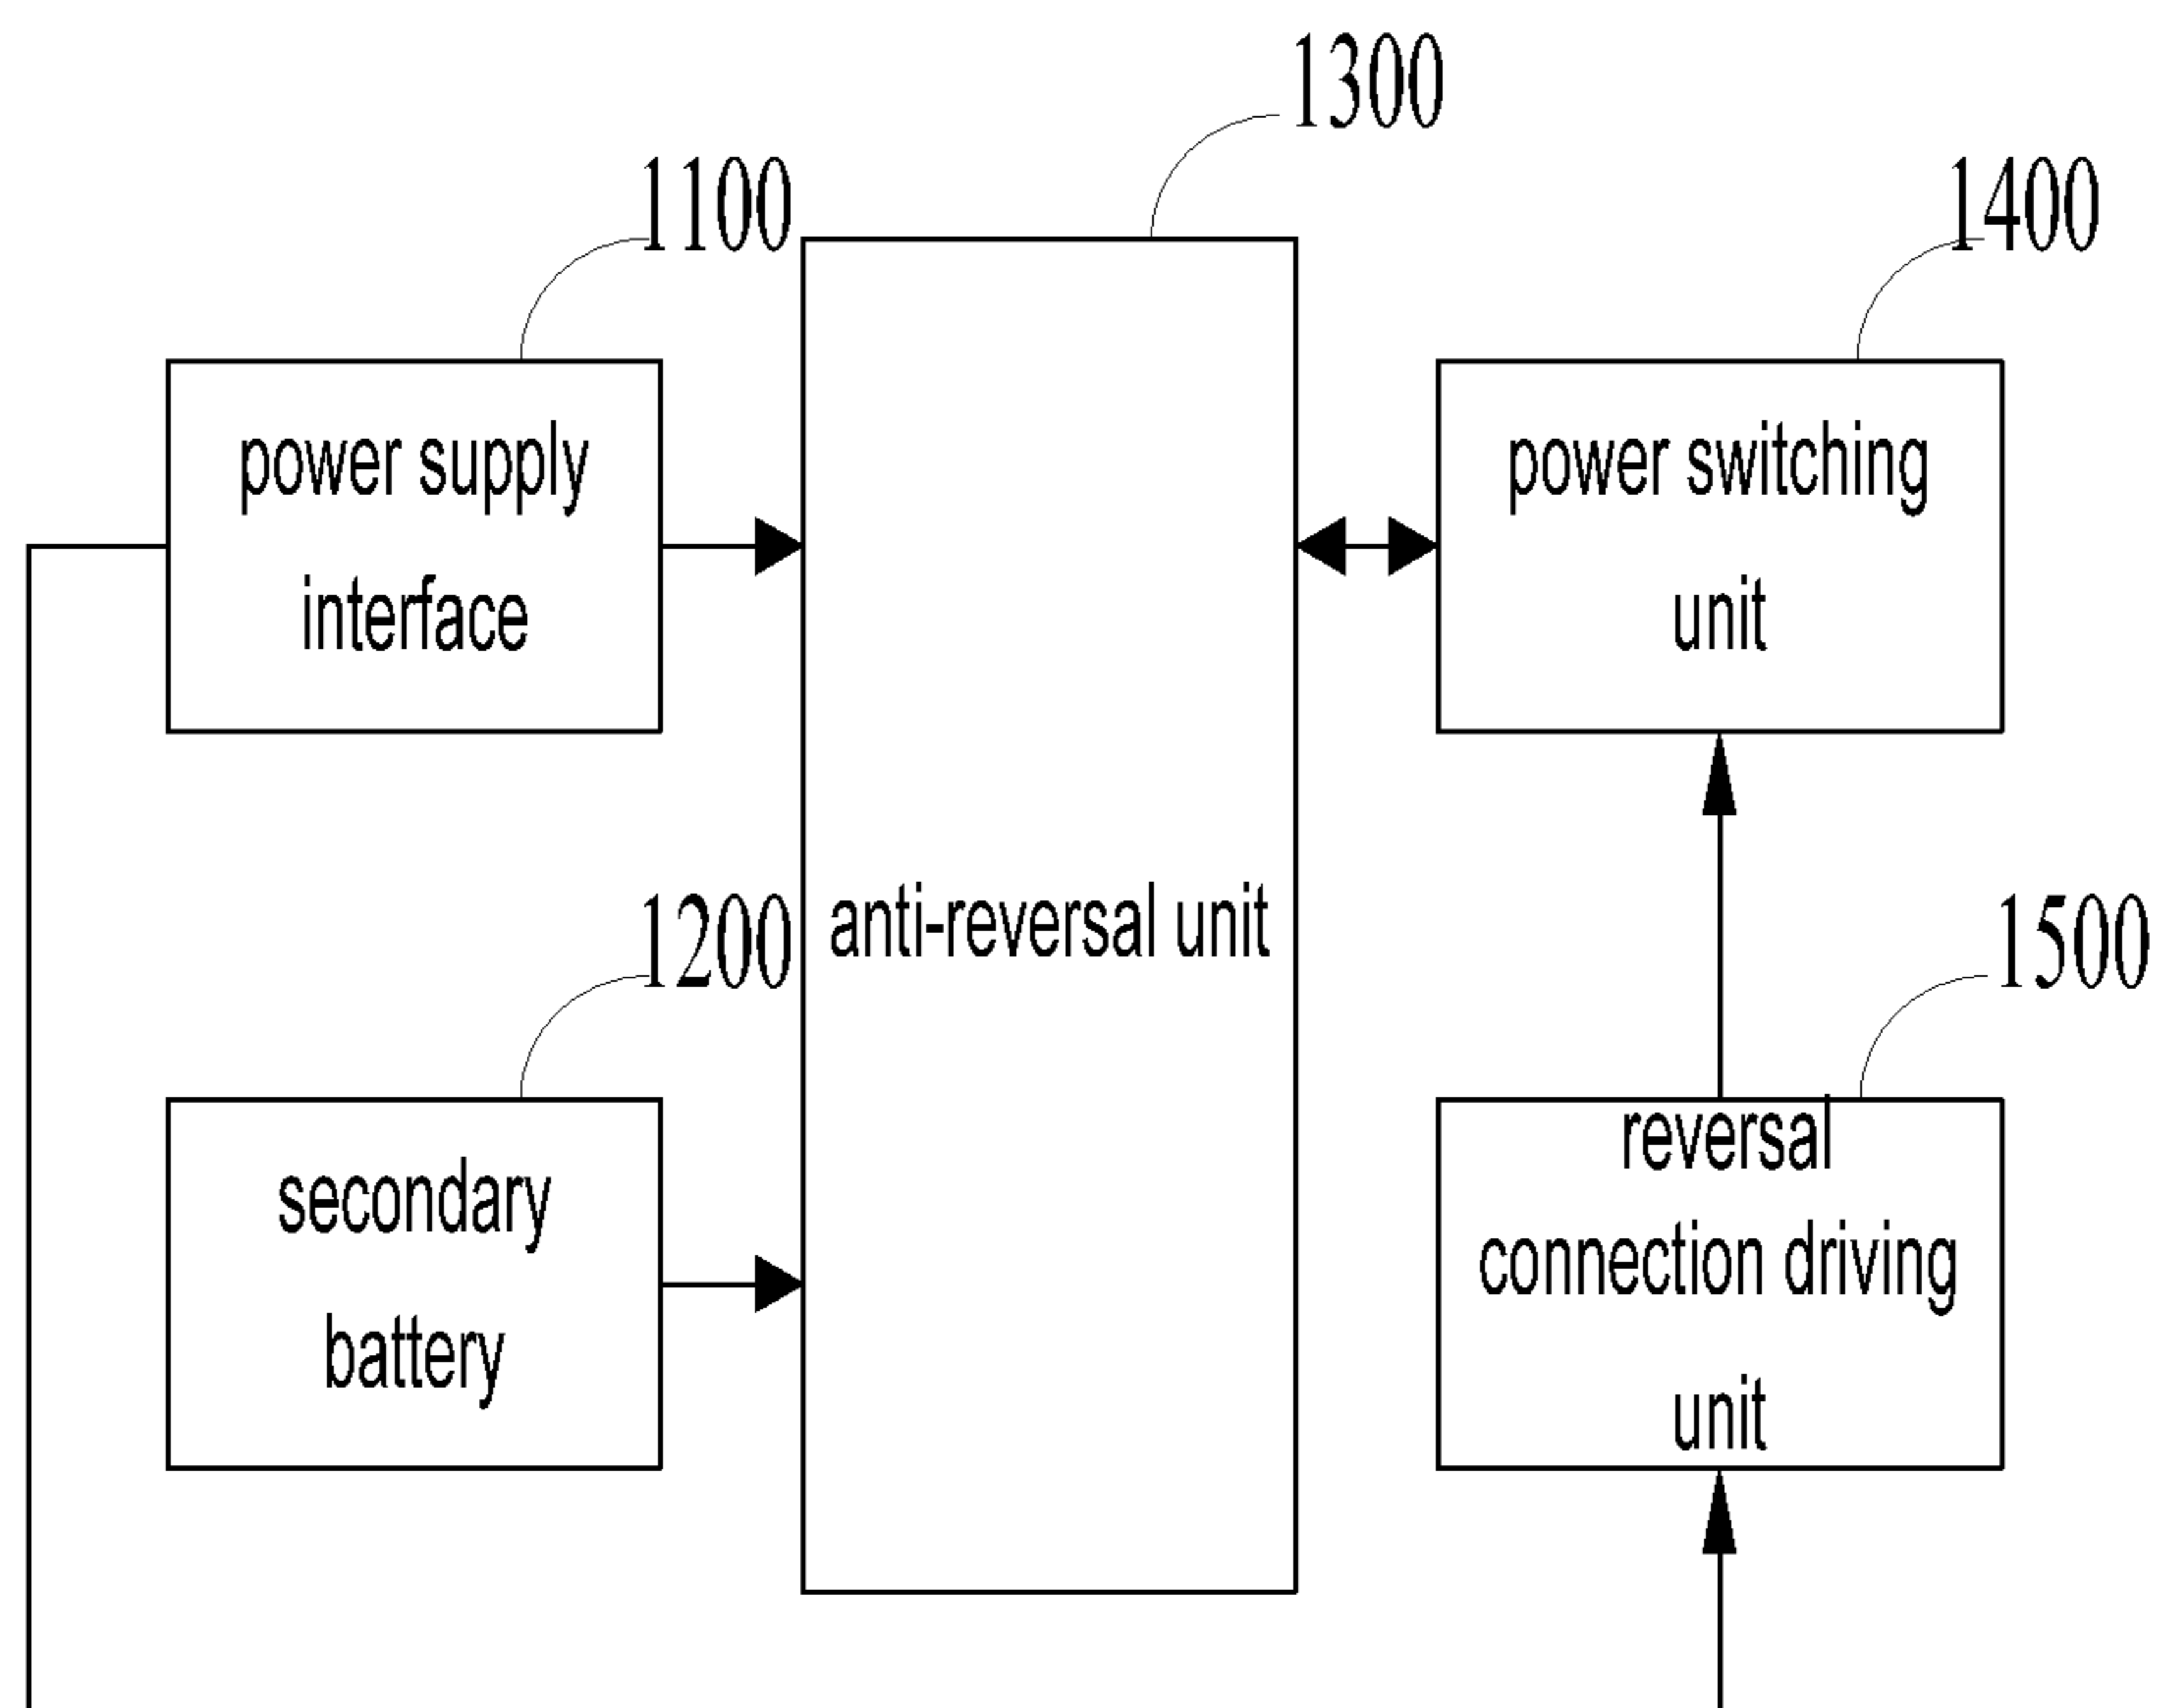 1300
1100
1400
power supply
interface
power switching
unit
1200
anti-reversal unit
1500
secondary
battery
reversal
connection driving
unit